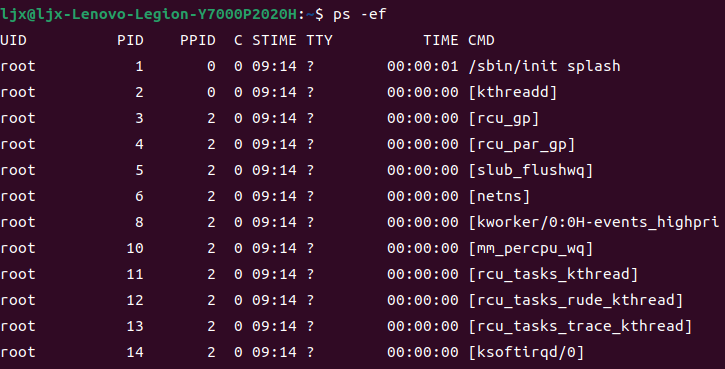 ljx@ljx-Lenovo-Legion-Y7000P2020H:~$ ps -ef
UID PID PPID C STIME TTY TIME CMD
root 1 0 0 09:14 ? 00:00:01 /sbin/init splash
root 2 0 0 09:14 ? 00:00:00 [kthreadd]
root 3 2 0 09:14 ? 00:00:00 [rcu_gp]
root 4 2 0 09:14 ? 00:00:00 [rcu_par_gp]
root 5 2 0 09:14 ? 00:00:00 [slub_flushwq]
root 6 2 0 09:14 ? 00:00:00 [netns]
root 8 2 0 09:14 ? 00:00:00 [kworker/0:0H-events_highpri
root 10 2 0 09:14 ? 00:00:00 [mm_percpu_wq]
root 11 2 0 09:14 ? 00:00:00 [rcu_tasks_kthread]
root 12 2 0 09:14 ? 00:00:00 [rcu_tasks_rude_kthread]
root 13 2 0 09:14 ? 00:00:00 [rcu_tasks_trace_kthread]
root 14 2 0 09:14 ? 00:00:00 [ksoftirqd/0]